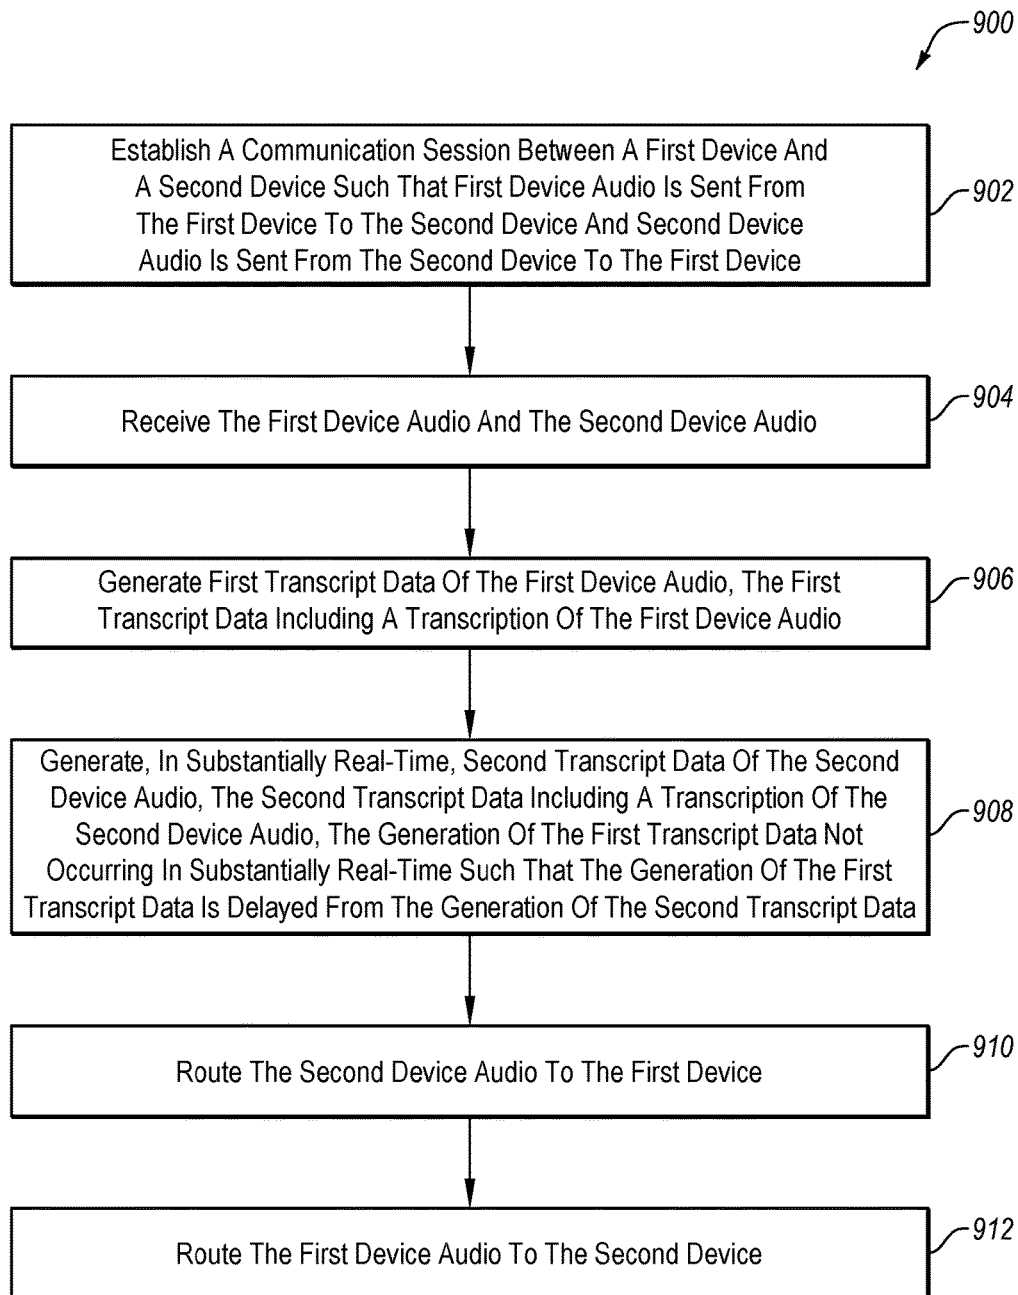 900
Establish A Communication Session Between A First Device And
A Second Device Such That First Device Audio Is Sent From
The First Device To The Second Device And Second Device
Audio Is Sent From The Second Device To The First Device
902
Receive The First Device Audio And The Second Device Audio
904
Generate First Transcript Data Of The First Device Audio, The First
Transcript Data Including A Transcription Of The First Device Audio
906
Generate, In Substantially Real-Time, Second Transcript Data Of The Second
Device Audio, The Second Transcript Data Including A Transcription Of The
Second Device Audio, The Generation Of The First Transcript Data Not
Occurring In Substantially Real-Time Such That The Generation Of The First
Transcript Data Is Delayed From The Generation Of The Second Transcript Data
908
Route The Second Device Audio To The First Device
910
Route The First Device Audio To The Second Device
912